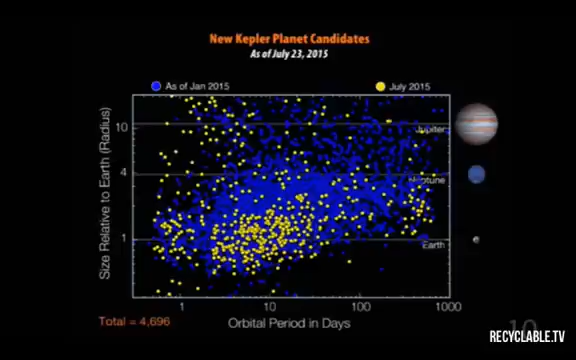 New Kepler Planet Candidates
As of July 23, 2015
As of Jan 2015
July 2015
Size Relative to Earth (Radius)
10
Jupiter
4
Neptune
1
Earth
1
10
100
1000
Orbital Period in Days
Total = 4,696
10
RECYCLABLE.TV